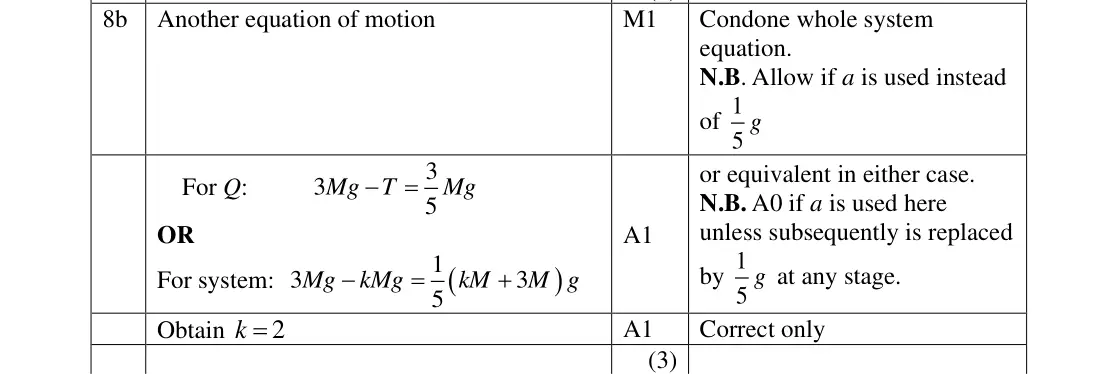 8b Another equation of motion M1 Condone whole system
equation.
N.B. Allow if a is used instead
of 1/5 g
For Q: 3Mg − T = 3/5 Mg
OR
For system: 3Mg − kMg = 1/5 (kM + 3M) g
A1
or equivalent in either case.
N.B. A0 if a is used here
unless subsequently is replaced
by 1/5 g at any stage.
Obtain k = 2 A1 Correct only
(3)